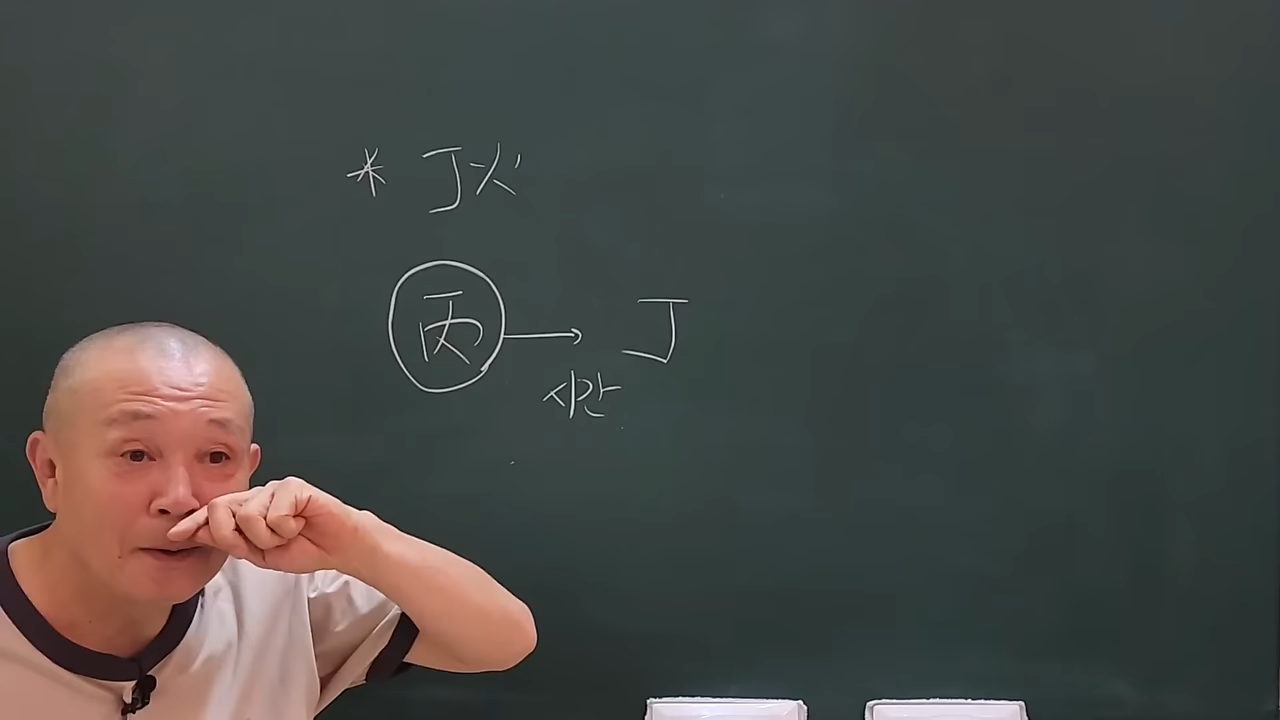 * 丁火
丙 → 丁
시간